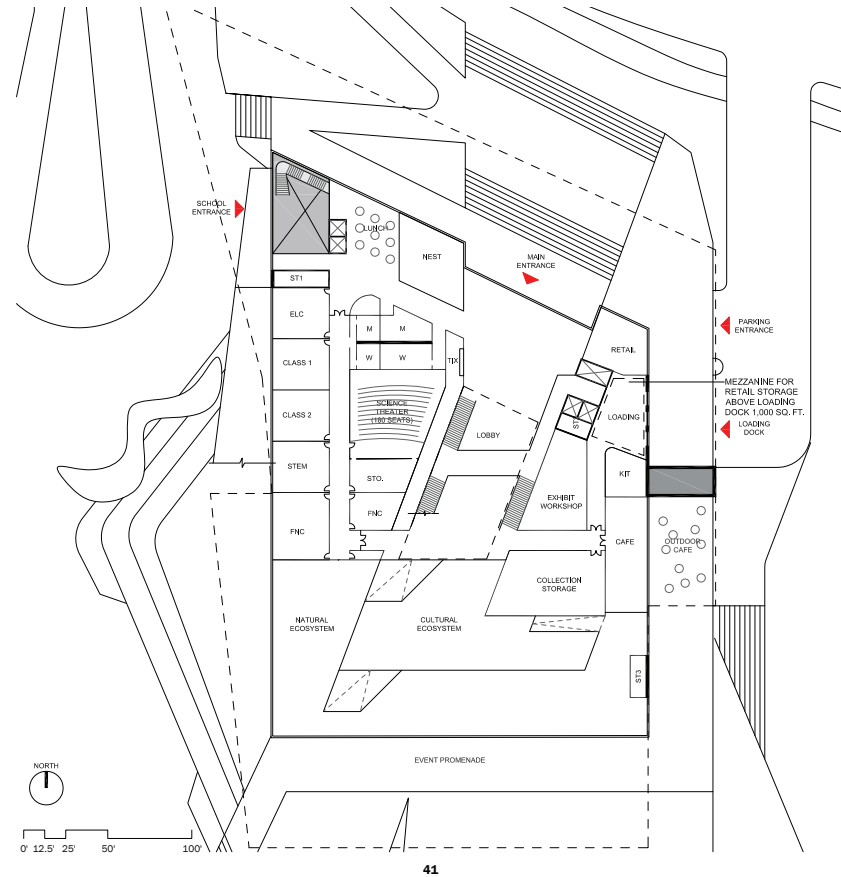 SCHOOL
ENTRANCE
LUNCH
NEST
MAIN
ENTRANCE
ST1
ELC
M
M
PARKING
ENTRANCE
W
W
TIX
RETAIL
CLASS 1
MEZZANINE FOR
RETAIL STORAGE
ABOVE LOADING
DOCK 1,000 SQ. FT.
SCIENCE
THEATER
(180 SEATS)
CLASS 2
LOADING
LOADING
DOCK
LOBBY
STEM
STO.
KIT
EXHIBIT
WORKSHOP
FNC
FNC
CAFE
OUTDOOR
CAFE
COLLECTION
STORAGE
NATURAL
ECOSYSTEM
CULTURAL
ECOSYSTEM
ST3
EVENT PROMENADE
NORTH
0' 12.5' 25' 50' 100'
41